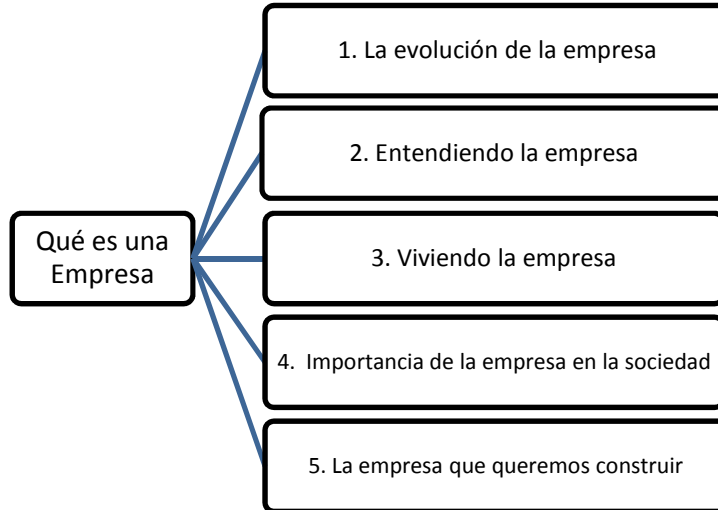 1. La evolución de la empresa
2. Entendiendo la empresa
Qué es una
Empresa
3. Viviendo la empresa
4.  Importancia de la empresa en la sociedad
5. La empresa que queremos construir